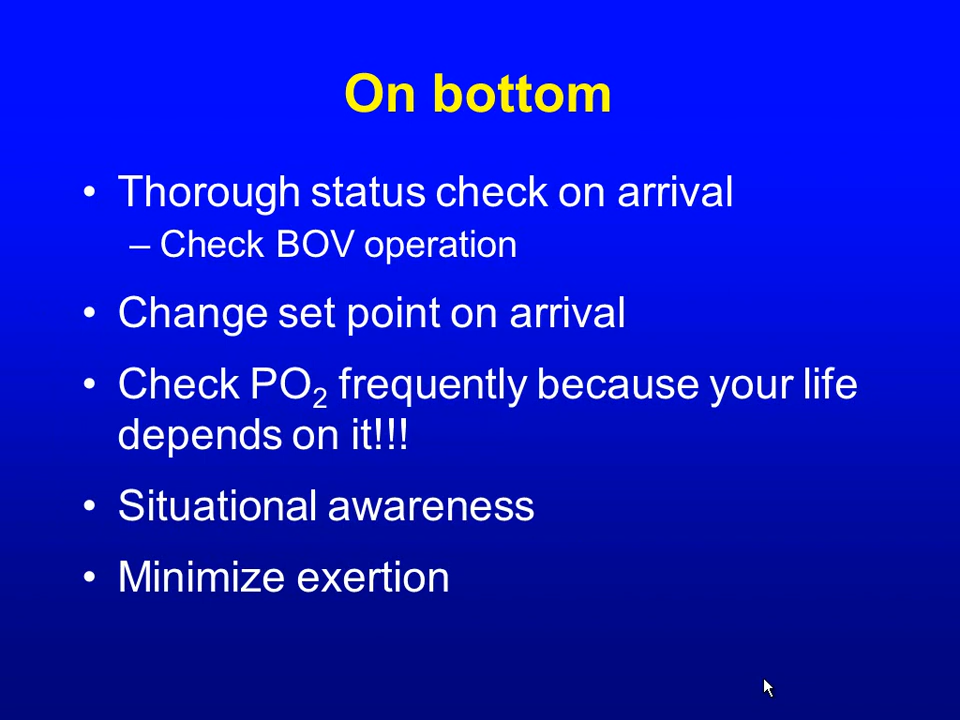 On bottom
• Thorough status check on arrival
– Check BOV operation
• Change set point on arrival
• Check PO₂ frequently because your life
depends on it!!!
• Situational awareness
• Minimize exertion